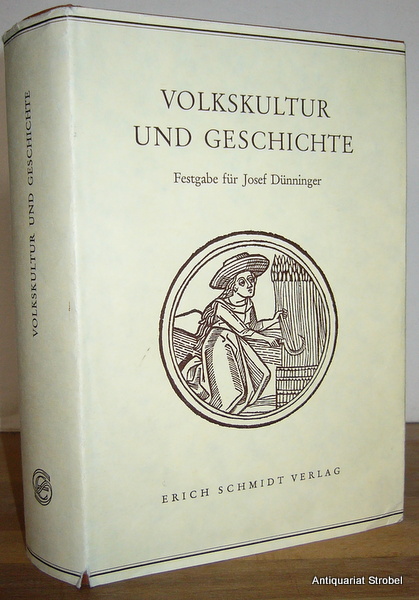 VOLKSKULTUR
UND GESCHICHTE
Festgabe für Josef Dünninger
ERICH SCHMIDT VERLAG
VOLKSKULTUR UND GESCHICHTE
Antiquariat Strobel